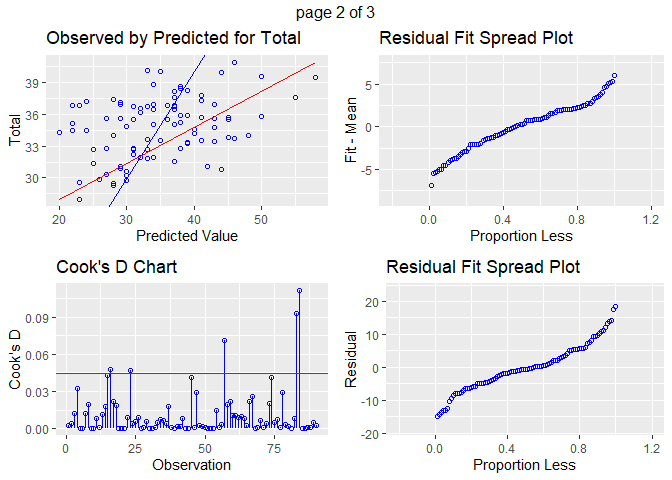 page 2 of 3
Observed by Predicted for Total
Total
39
36
33
30
20
30
40
50
Predicted Value
Residual Fit Spread Plot
Fit - Mean
5
0
-5
0.0
0.4
0.8
1.2
Proportion Less
Cook's D Chart
Cook's D
0.09
0.06
0.03
0.00
0
25
50
75
Observation
Residual Fit Spread Plot
Residual
20
10
0
-10
-20
0.0
0.4
0.8
1.2
Proportion Less